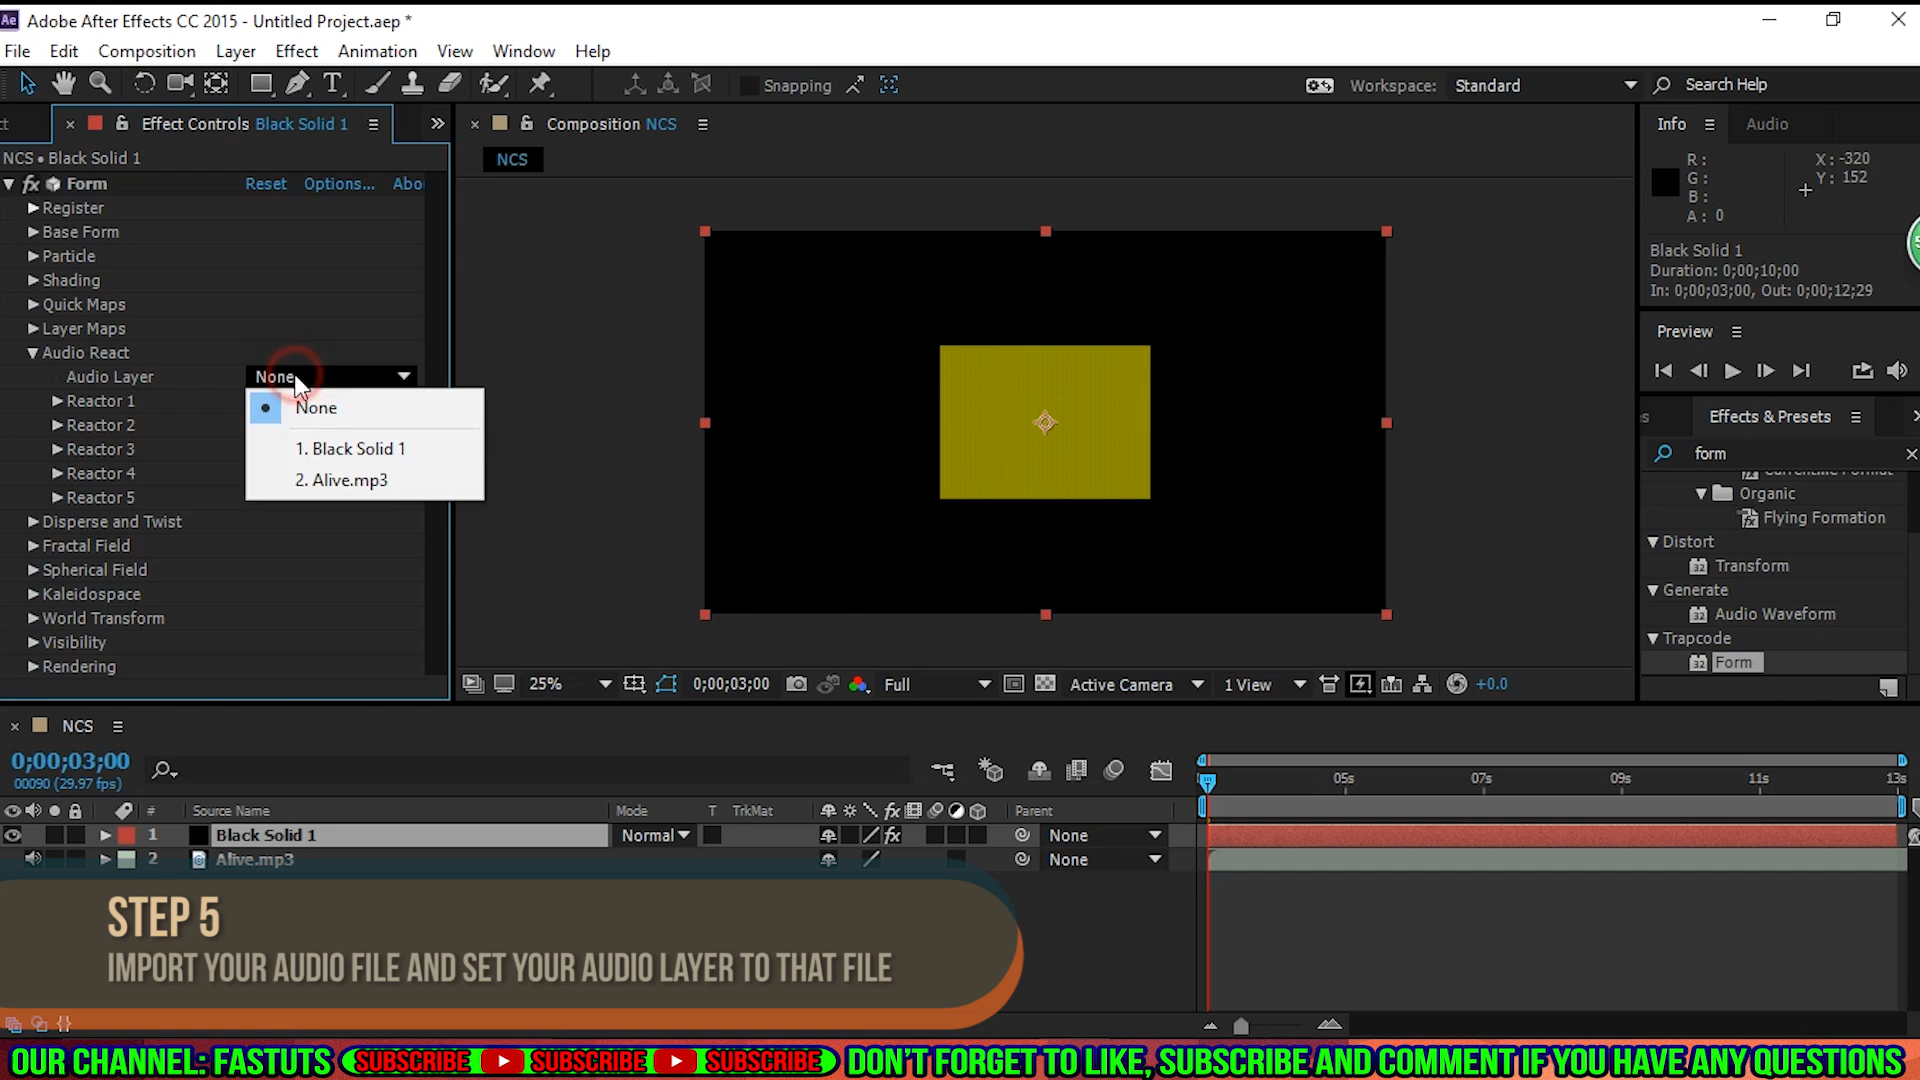 Ae Adobe After Effects CC 2015 - Untitled Project.aep *
File Edit Composition Layer Effect Animation View Window Help
Snapping Workspace: Standard Search Help
Effect Controls Black Solid 1
NCS • Black Solid 1
fx Form Reset Options... Abo
Register
Base Form
Particle
Shading
Quick Maps
Layer Maps
Audio React
Audio Layer None
None
1. Black Solid 1
2. Alive.mp3
Reactor 1
Reactor 2
Reactor 3
Reactor 4
Reactor 5
Disperse and Twist
Fractal Field
Spherical Field
Kaleidospace
World Transform
Visibility
Rendering
Composition NCS
NCS
25% 0;00;03;00 Full Active Camera 1 View +0.0
Info Audio
R: X: -320
G: Y: 152
B:
A: 0
Black Solid 1
Duration: 0;00;10;00
In: 0;00;03;00, Out: 0;00;12;29
Preview
Effects & Presets
form
Organic
Flying Formation
Distort
Transform
Generate
Audio Waveform
Trapcode
Form
NCS
0;00;03;00
00090 (29.97 fps)
05s 07s 09s 11s 13s
# Source Name Mode T TrkMat fx Parent
1 Black Solid 1 Normal fx None
2 Alive.mp3 None
STEP 5
IMPORT YOUR AUDIO FILE AND SET YOUR AUDIO LAYER TO THAT FILE
OUR CHANNEL: FASTUTS SUBSCRIBE SUBSCRIBE SUBSCRIBE DON'T FORGET TO LIKE, SUBSCRIBE AND COMMENT IF YOU HAVE ANY QUESTIONS